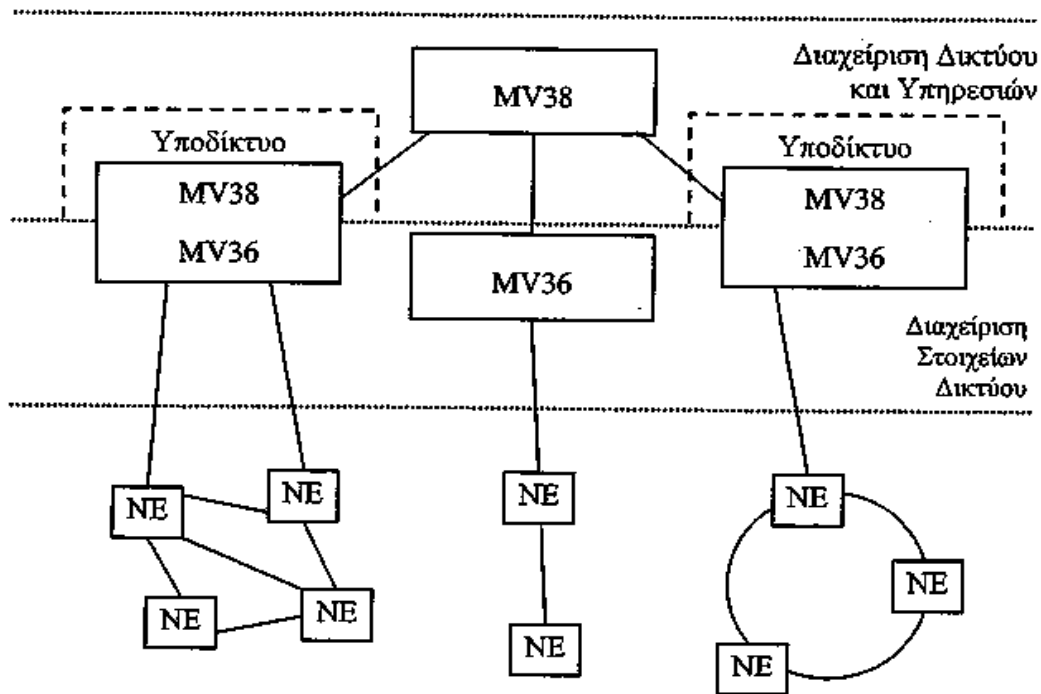 Διαχείριση Δικτύου
και Υπηρεσιών
MV38
Υποδίκτυο
MV38
MV36
Υποδίκτυο
MV38
MV36
MV36
Διαχείριση
Στοιχείων
Δικτύου
NE
NE
NE
NE
NE
NE
NE
NE
NE